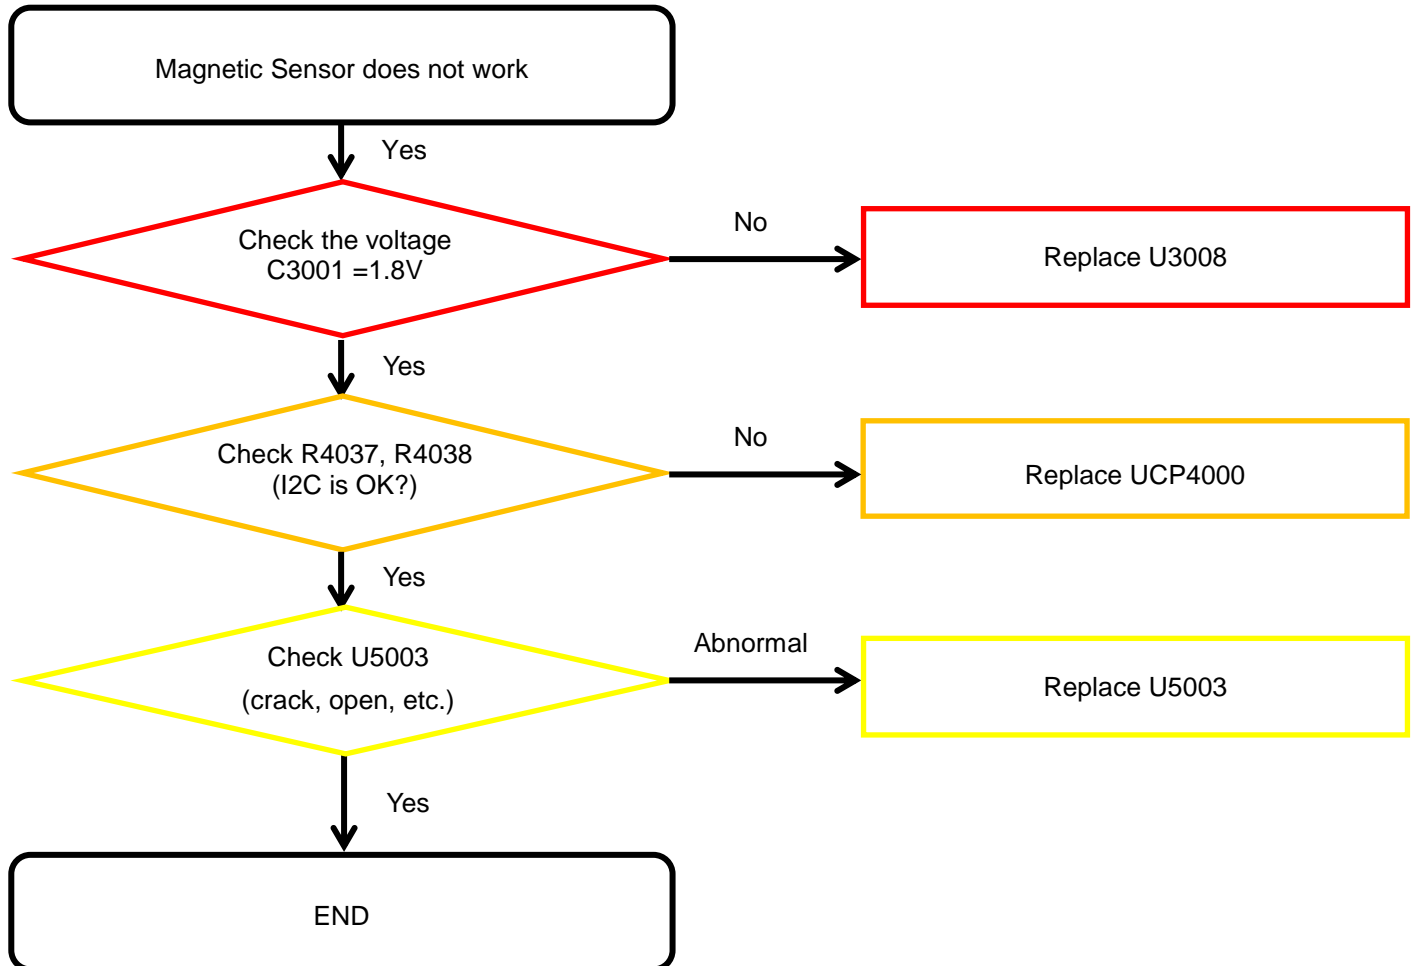 Magnetic Sensor does not work
Yes
Check the voltage
C3001 =1.8V
No
Replace U3008
Yes
Check R4037, R4038
(I2C is OK?)
No
Replace UCP4000
Yes
Check U5003
(crack, open, etc.)
Abnormal
Replace U5003
Yes
END